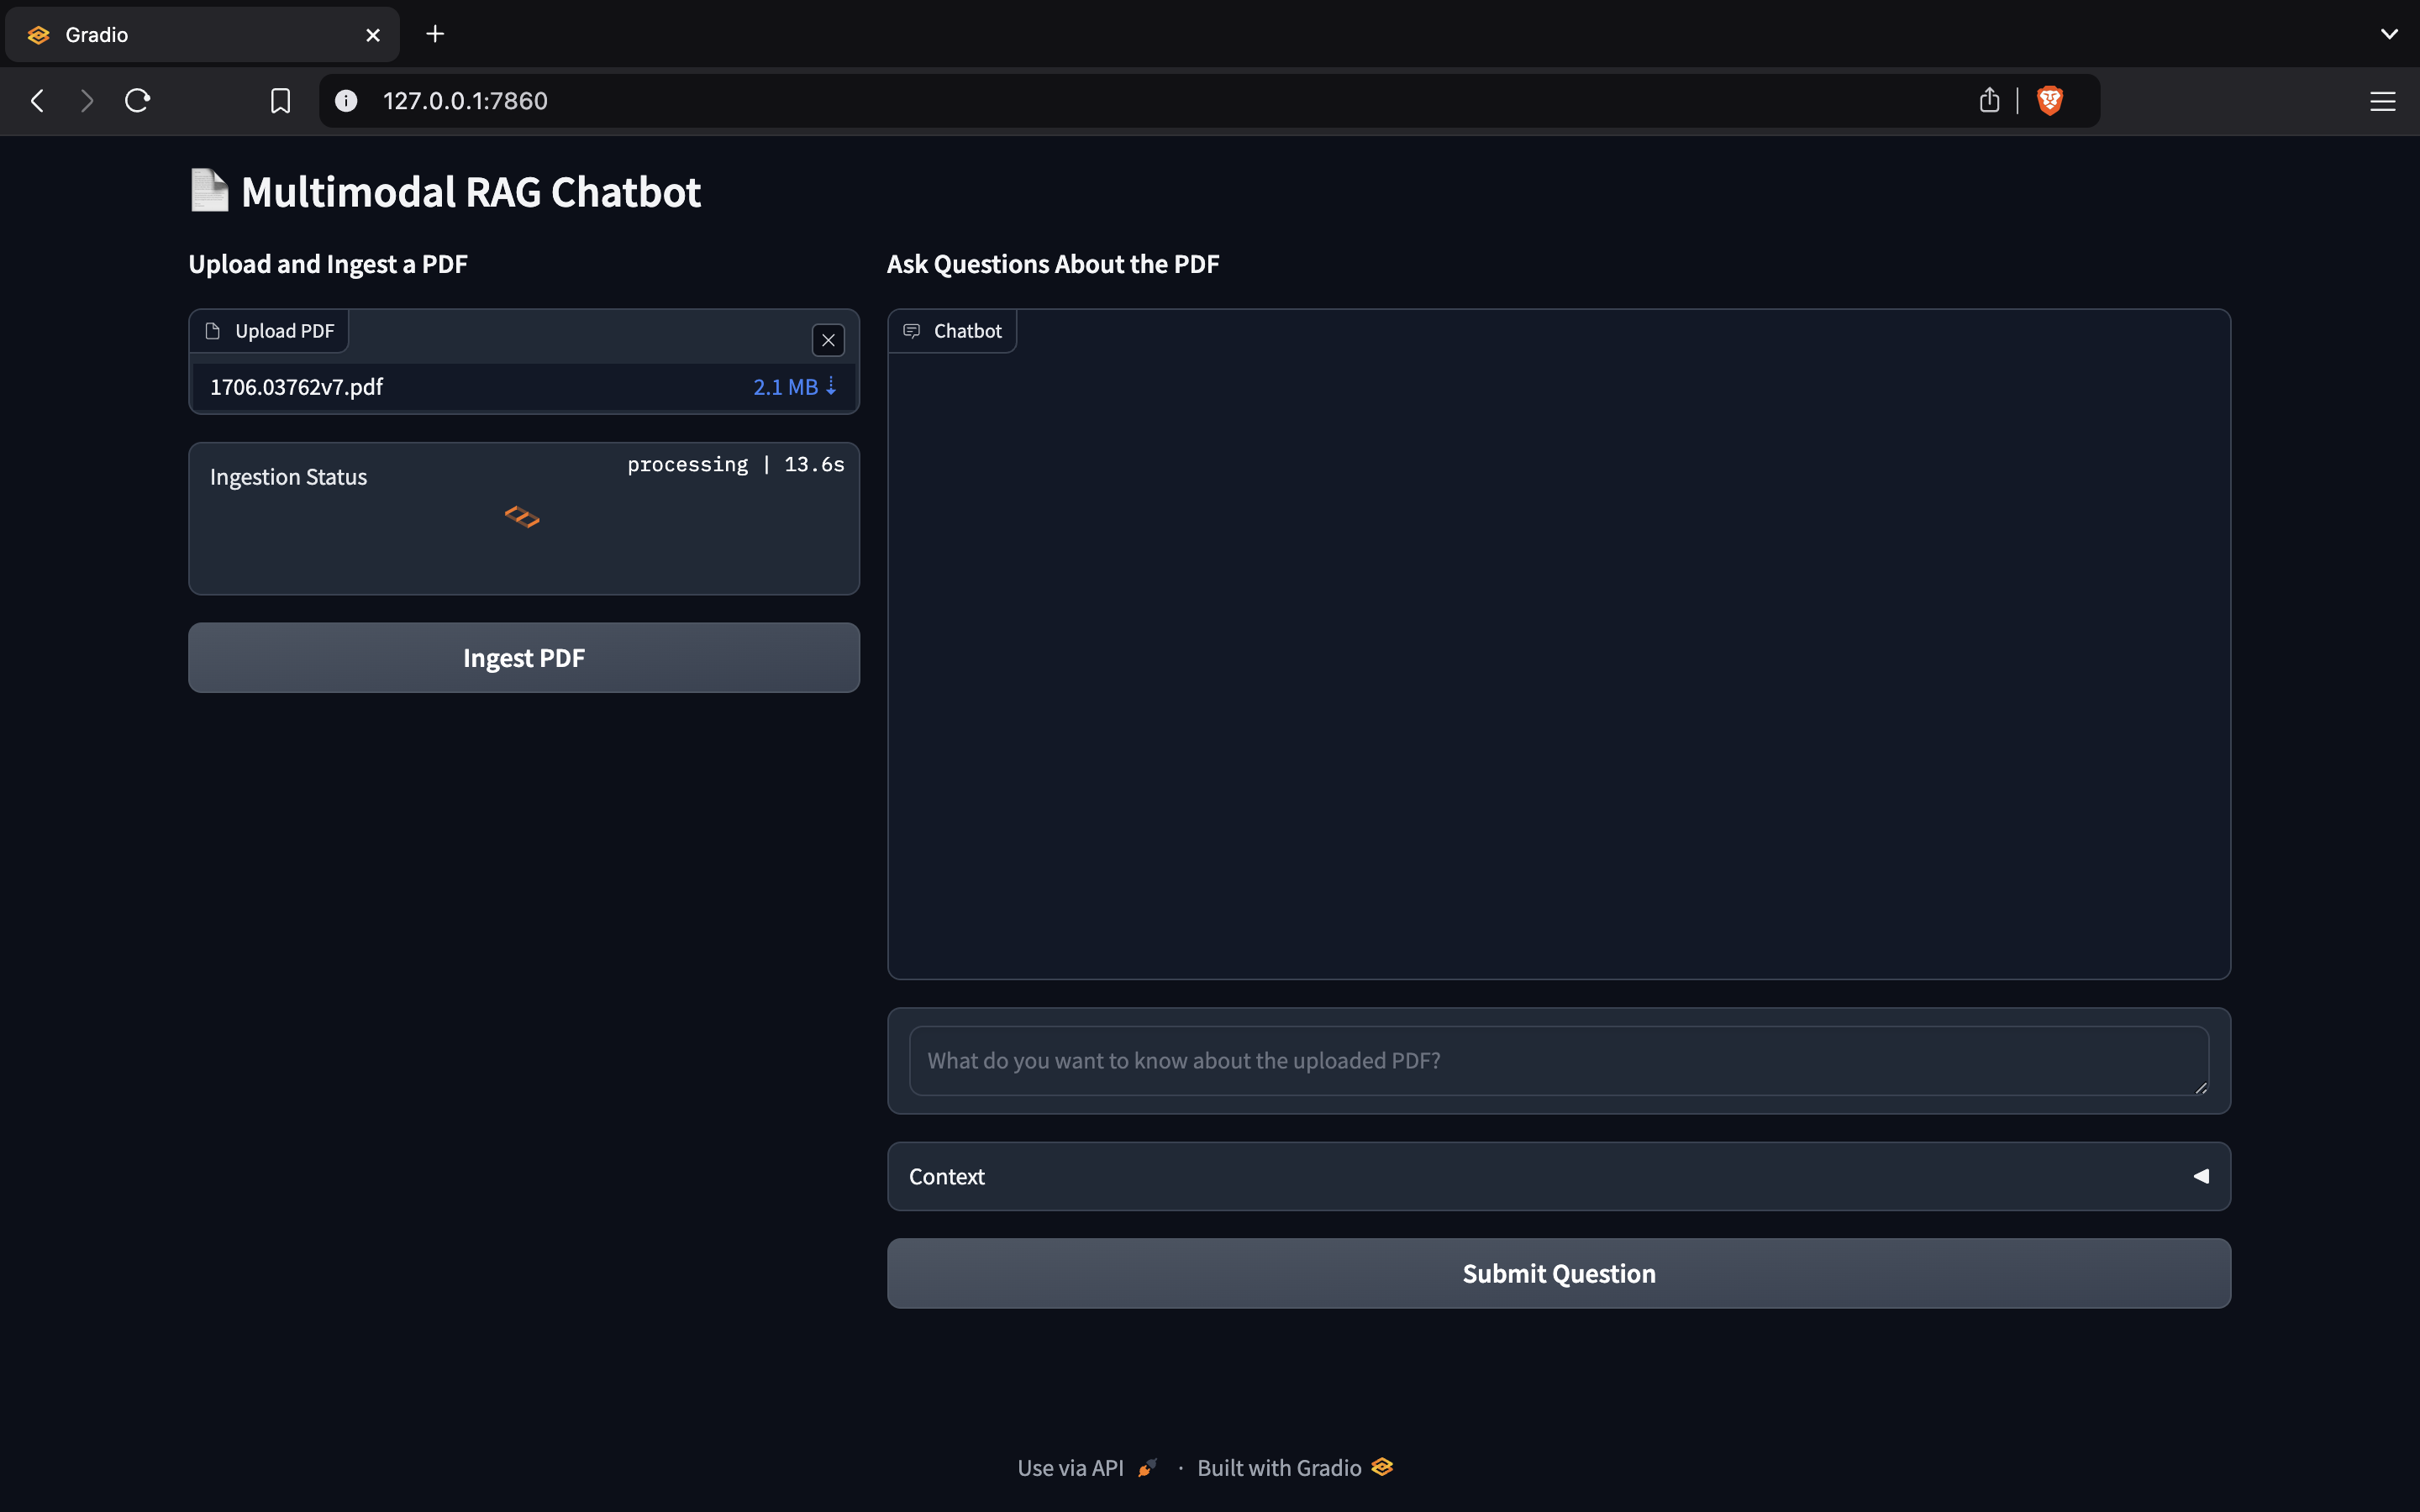 Gradio
127.0.0.1:7860
Multimodal RAG Chatbot
Upload and Ingest a PDF
Upload PDF
1706.03762v7.pdf
2.1 MB ⇣
Ingestion Status
processing | 13.6s
Ingest PDF
Ask Questions About the PDF
Chatbot
What do you want to know about the uploaded PDF?
Context
Submit Question
Use via API · Built with Gradio